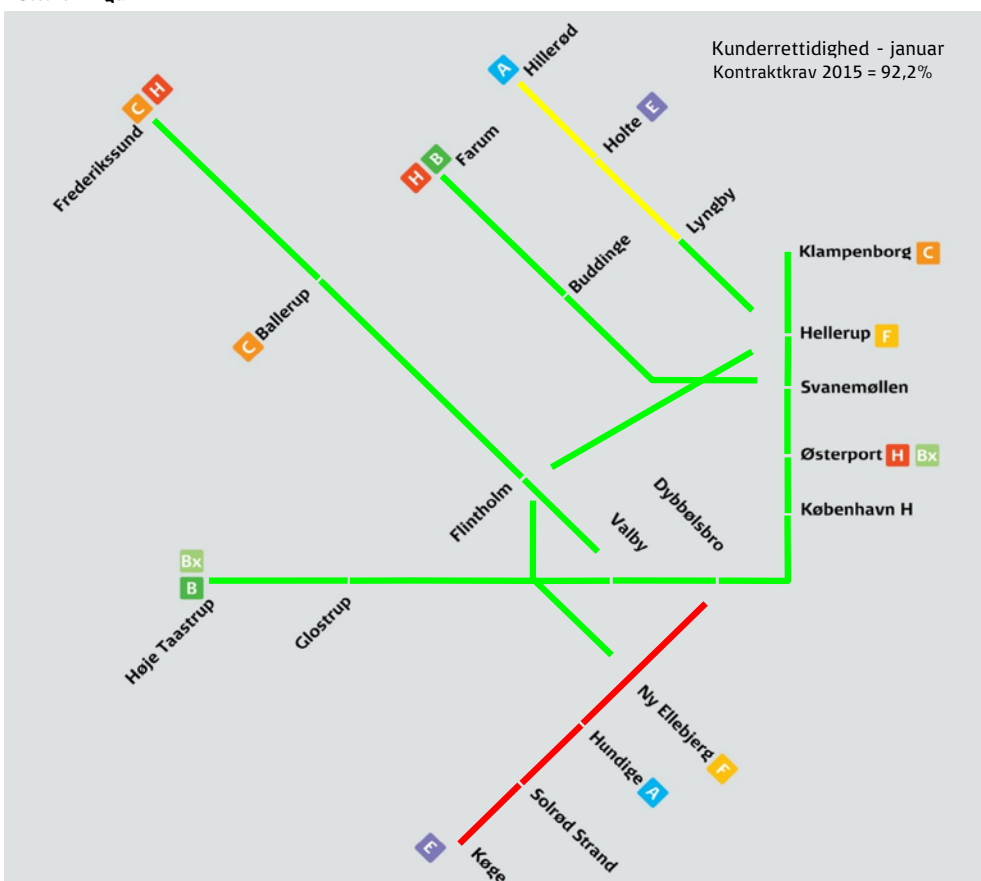 Kunderrettidighed - januar
Kontraktkrav 2015 = 92,2%
A Hillerød
Holte E
C H
Frederikssund
H B Farum
Lyngby
Klampenborg C
Buddinge
C Ballerup
Hellerup F
Svanemøllen
Østerport H Bx
København H
Dybbølsbro
Flintholm
Valby
Bx
B
Høje Taastrup
Glostrup
Ny Ellebjerg F
Hundige A
Solrød Strand
E Køge